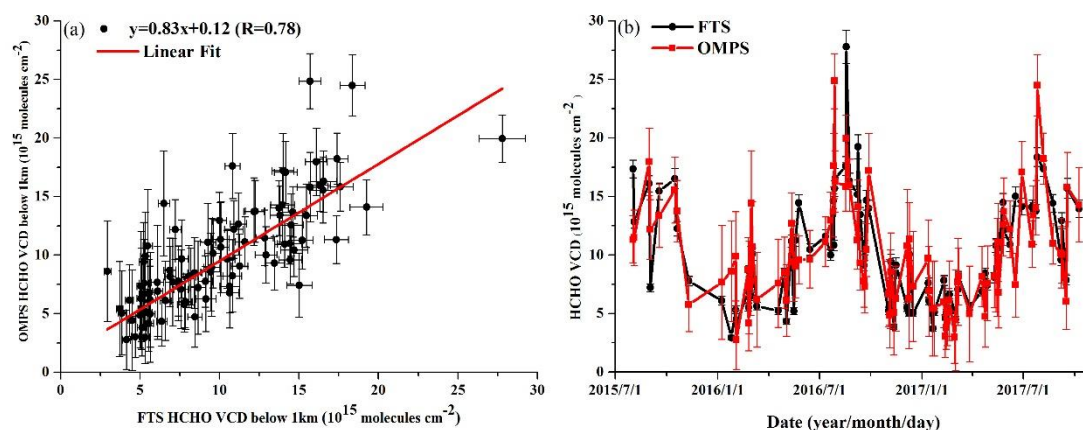 (a)
y=0.83x+0.12 (R=0.78)
Linear Fit
OMPS HCHO VCD below 1km (10^15 molecules cm^-2)
30
25
20
15
10
5
0
0 5 10 15 20 25 30
FTS HCHO VCD below 1km (10^15 molecules cm^-2)
(b)
FTS
OMPS
HCHO VCD (10^15 molecules cm^-2)
30
25
20
15
10
5
0
2015/7/1 2016/1/1 2016/7/1 2017/1/1 2017/7/1
Date (year/month/day)